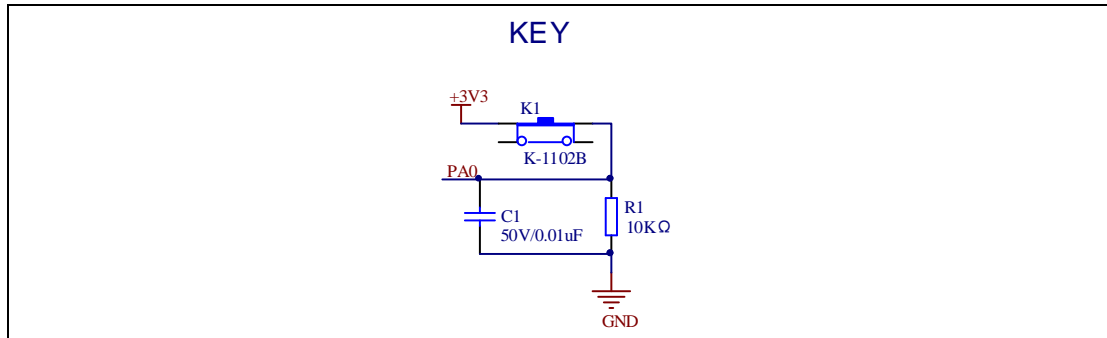 KEY
+3V3
K1
K-1102B
PA0
C1
50V/0.01uF
R1
10KΩ
GND